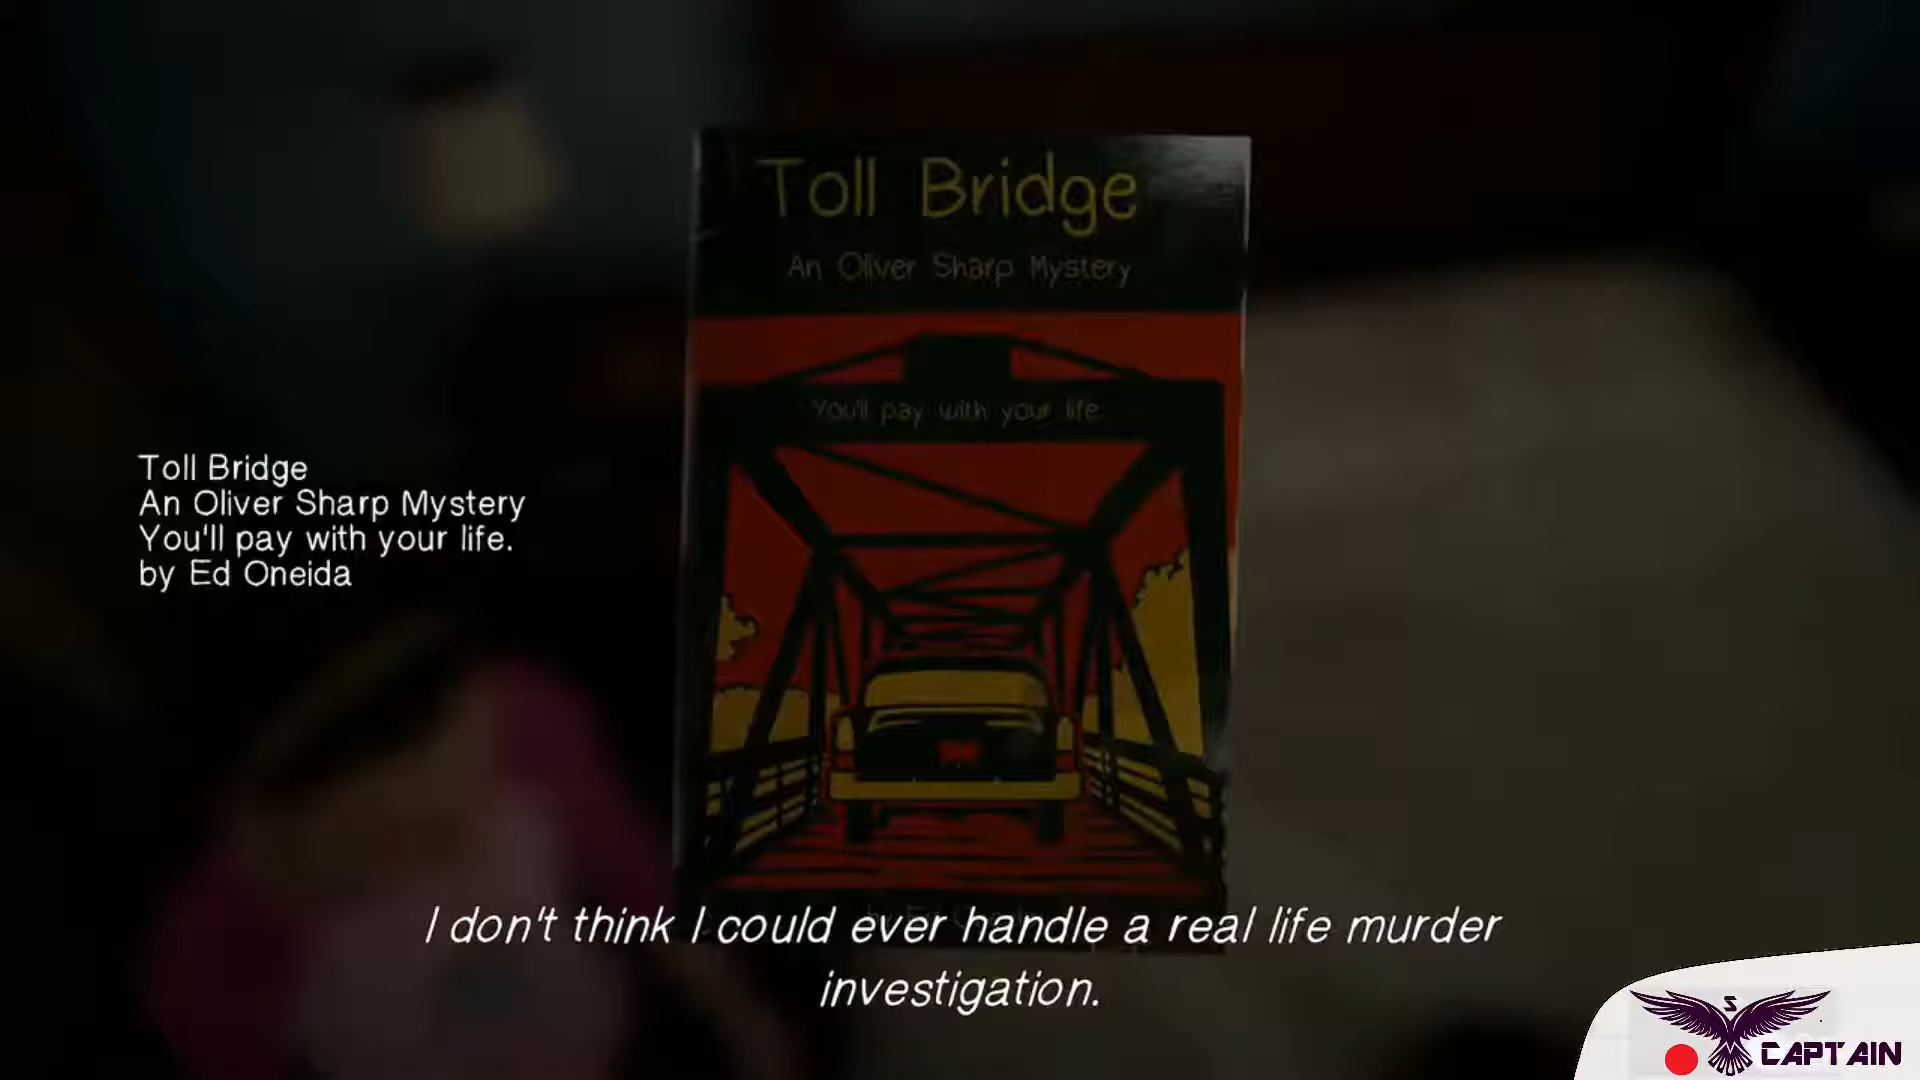 Toll Bridge
An Oliver Sharp Mystery
You'll pay with your life.
Toll Bridge
An Oliver Sharp Mystery
You'll pay with your life.
by Ed Oneida
I don't think I could ever handle a real life murder
investigation.
S
CAPTAIN